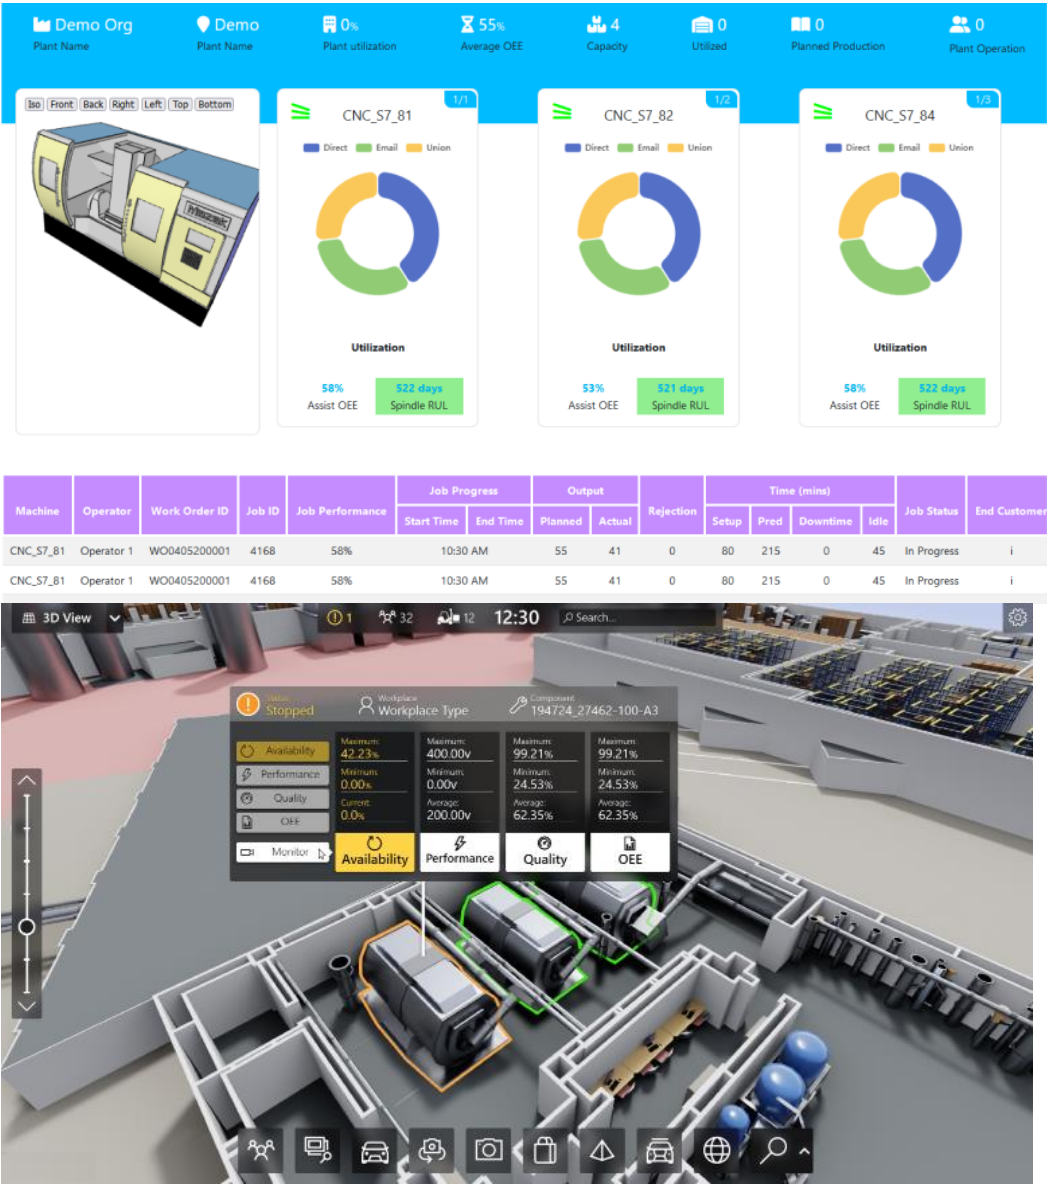 Demo Org
Demo
0%
55%
4
0
0
0
Plant Name
Plant Name
Plant utilization
Average OEE
Capacity
Utilized
Planned Production
Plant Operation
Iso Front Back Right Left Top Bottom
Mazak
1/1
CNC_S7_81
Direct Email Union
Utilization
58%
522 days
Assist OEE
Spindle RUL
1/2
CNC_S7_82
Direct Email Union
Utilization
53%
521 days
Assist OEE
Spindle RUL
1/3
CNC_S7_84
Direct Email Union
Utilization
58%
522 days
Assist OEE
Spindle RUL
Machine Operator Work Order ID Job ID Job Performance Job Progress Output Rejection Time (mins) Job Status End Customer
Start Time End Time Planned Actual Setup Pred Downtime Idle
CNC_S7_81 Operator 1 WO0405200001 4168 58% 10:30 AM 55 41 0 80 215 0 45 In Progress i
CNC_S7_81 Operator 1 WO0405200001 4168 58% 10:30 AM 55 41 0 80 215 0 45 In Progress i
3D View
1
32
12
12:30
Search...
Status
Stopped
Workplace
Workplace Type
Component
194724_27462-100-A3
Availability
Performance
Quality
OEE
Monitor
Maximum:
42.23%
Minimum:
0.00%
Current:
0.0%
Availability
Maximum:
400.00v
Minimum:
0.00v
Average:
200.00v
Performance
Maximum:
99.21%
Minimum:
24.53%
Average:
62.35%
Quality
Maximum:
99.21%
Minimum:
24.53%
Average:
62.35%
OEE